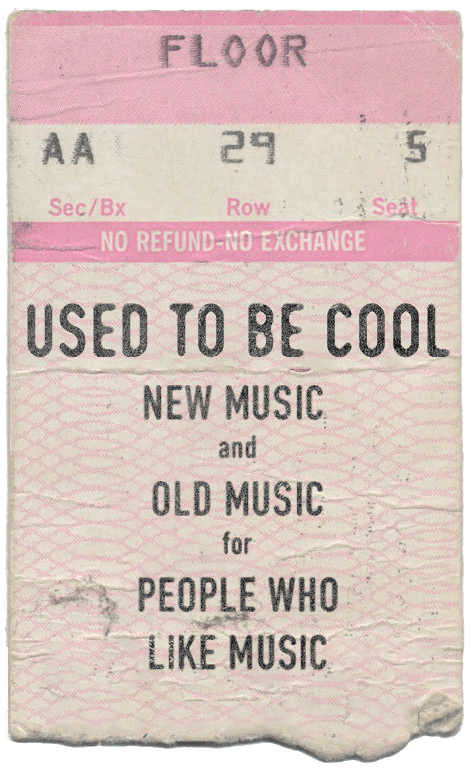 FLOOR
AA 29 5
Sec/Bx Row Seat
NO REFUND-NO EXCHANGE
USED TO BE COOL
NEW MUSIC
and
OLD MUSIC
for
PEOPLE WHO
LIKE MUSIC